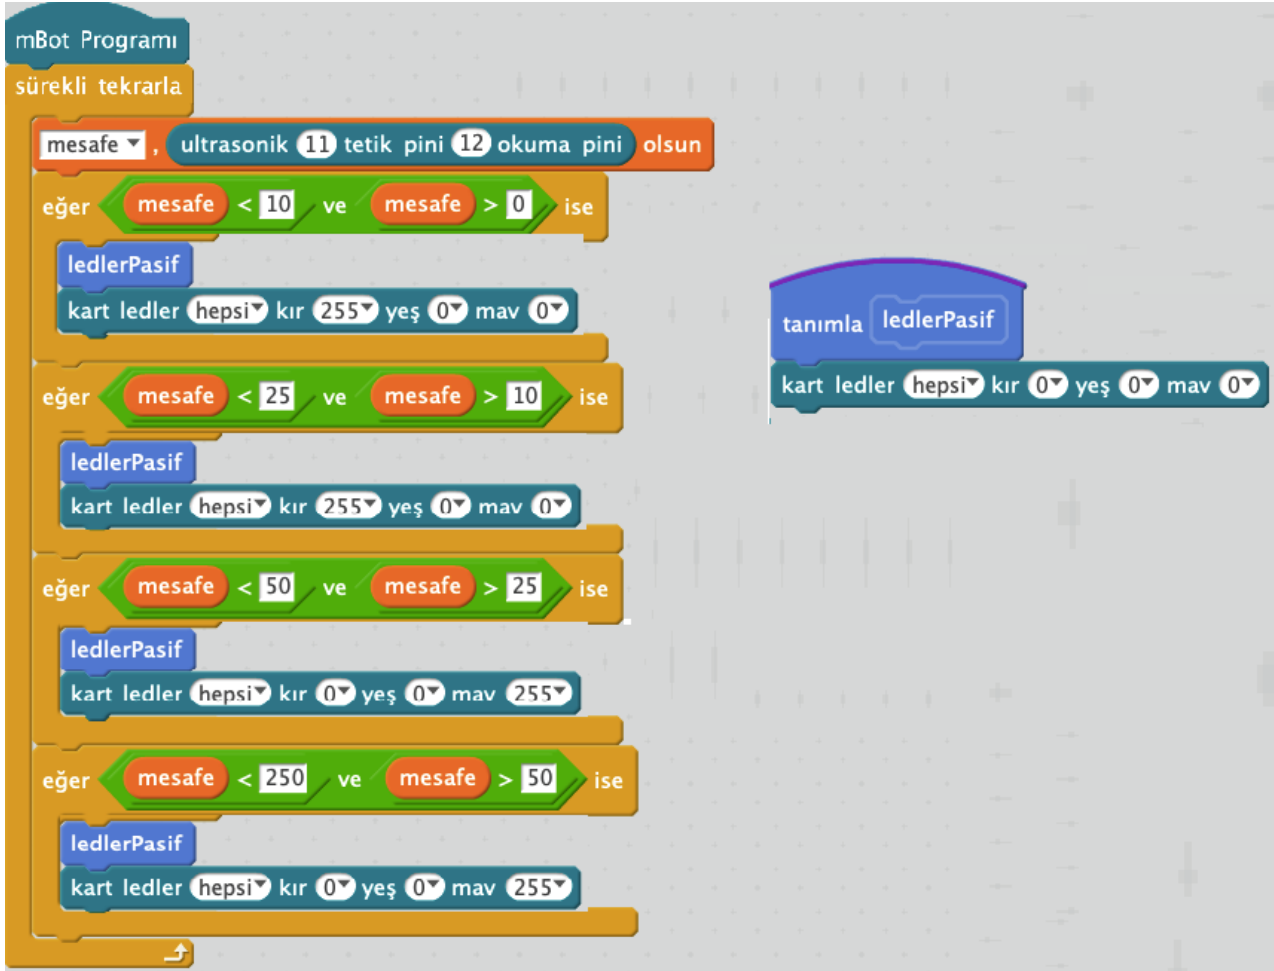 mBot Programı
sürekli tekrarla
mesafe , ultrasonik 11 tetik pini 12 okuma pini olsun
eğer mesafe < 10 ve mesafe > 0 ise
ledlerPasif
kart ledler hepsi kır 255 yeş 0 mav 0
eğer mesafe < 25 ve mesafe > 10 ise
ledlerPasif
kart ledler hepsi kır 255 yeş 0 mav 0
eğer mesafe < 50 ve mesafe > 25 ise
ledlerPasif
kart ledler hepsi kır 0 yeş 0 mav 255
eğer mesafe < 250 ve mesafe > 50 ise
ledlerPasif
kart ledler hepsi kır 0 yeş 0 mav 255
tanımla ledlerPasif
kart ledler hepsi kır 0 yeş 0 mav 0